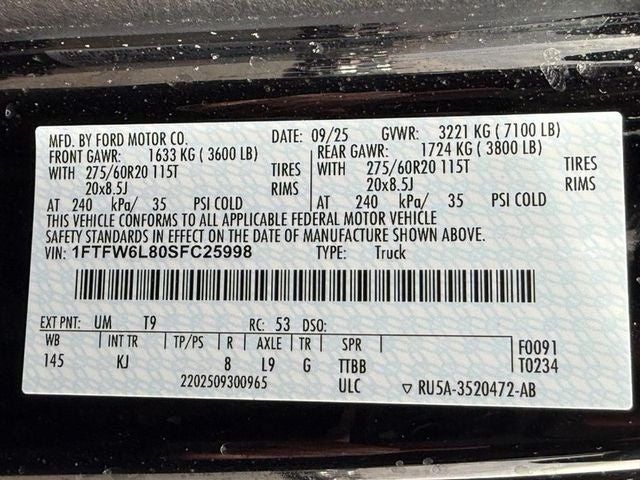 MFD. BY FORD MOTOR CO. DATE: 09/25 GVWR: 3221 KG ( 7100 LB)
FRONT GAWR: 1633 KG ( 3600 LB) REAR GAWR: 1724 KG ( 3800 LB)
WITH 275/60R20 115T TIRES WITH 275/60R20 115T TIRES
20x8.5J RIMS 20x8.5J RIMS
AT 240 kPa/ 35 PSI COLD AT 240 kPa/ 35 PSI COLD
THIS VEHICLE CONFORMS TO ALL APPLICABLE FEDERAL MOTOR VEHICLE
SAFETY STANDARDS IN EFFECT ON THE DATE OF MANUFACTURE SHOWN ABOVE.
VIN: 1FTFW6L80SFC25998 TYPE: Truck
EXT PNT: UM T9 RC: 53 DSO:
WB INT TR TP/PS R AXLE TR SPR F0091
145 KJ 8 L9 G TTBB T0234
2202509300965 ULC ▽ RU5A-3520472-AB